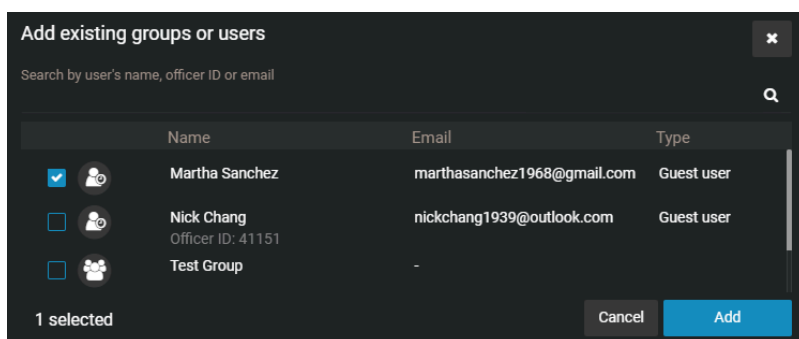 Add existing groups or users
Search by user's name, officer ID or email
Name Email Type
Martha Sanchez marthasanchez1968@gmail.com Guest user
Nick Chang nickchang1939@outlook.com Guest user
Officer ID: 41151
Test Group -
1 selected Cancel Add